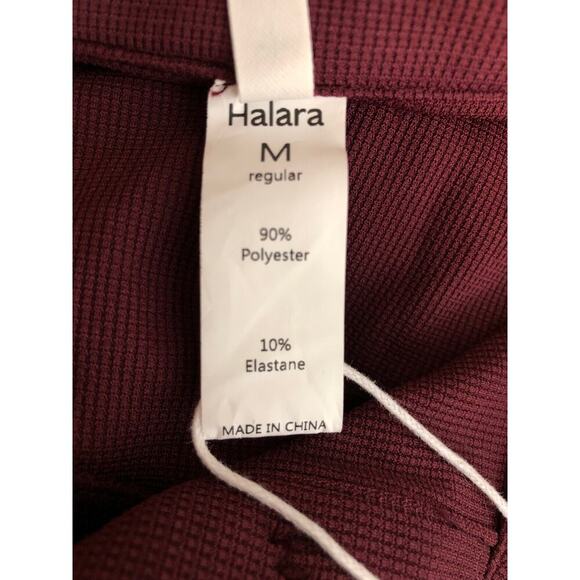 Halara
M
regular
90%
Polyester
10%
Elastane
MADE IN CHINA